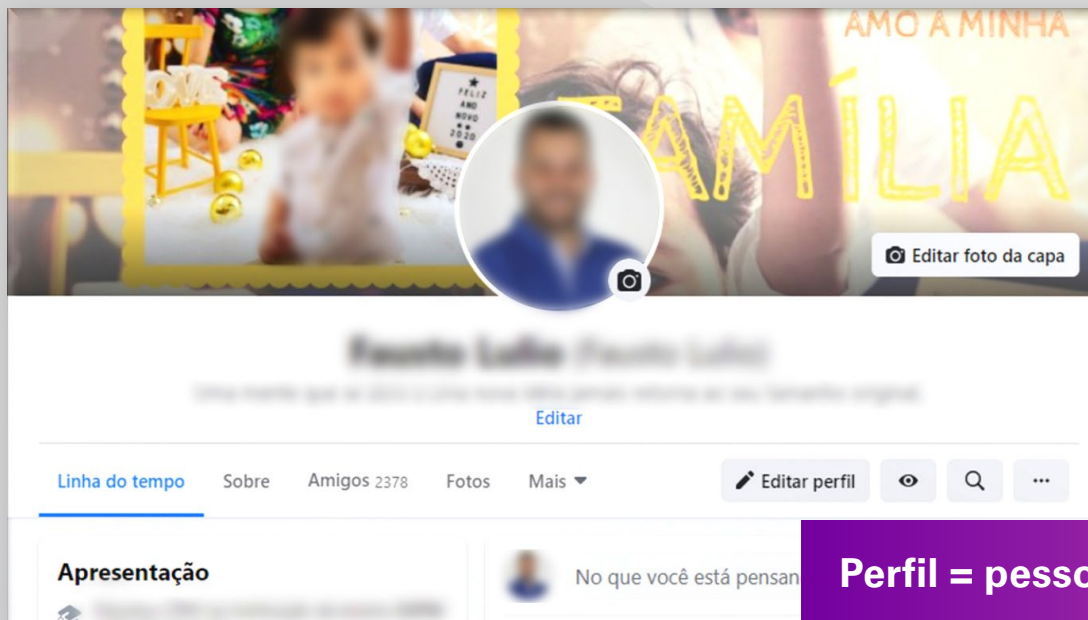 AMO A MINHA
FAMÍLIA
LOVE
FELIZ
ANO
NOVO
2020
Editar foto da capa
Editar
Linha do tempo
Sobre
Amigos 2378
Fotos
Mais
Editar perfil
Apresentação
No que você está pensan
Perfil = pesso